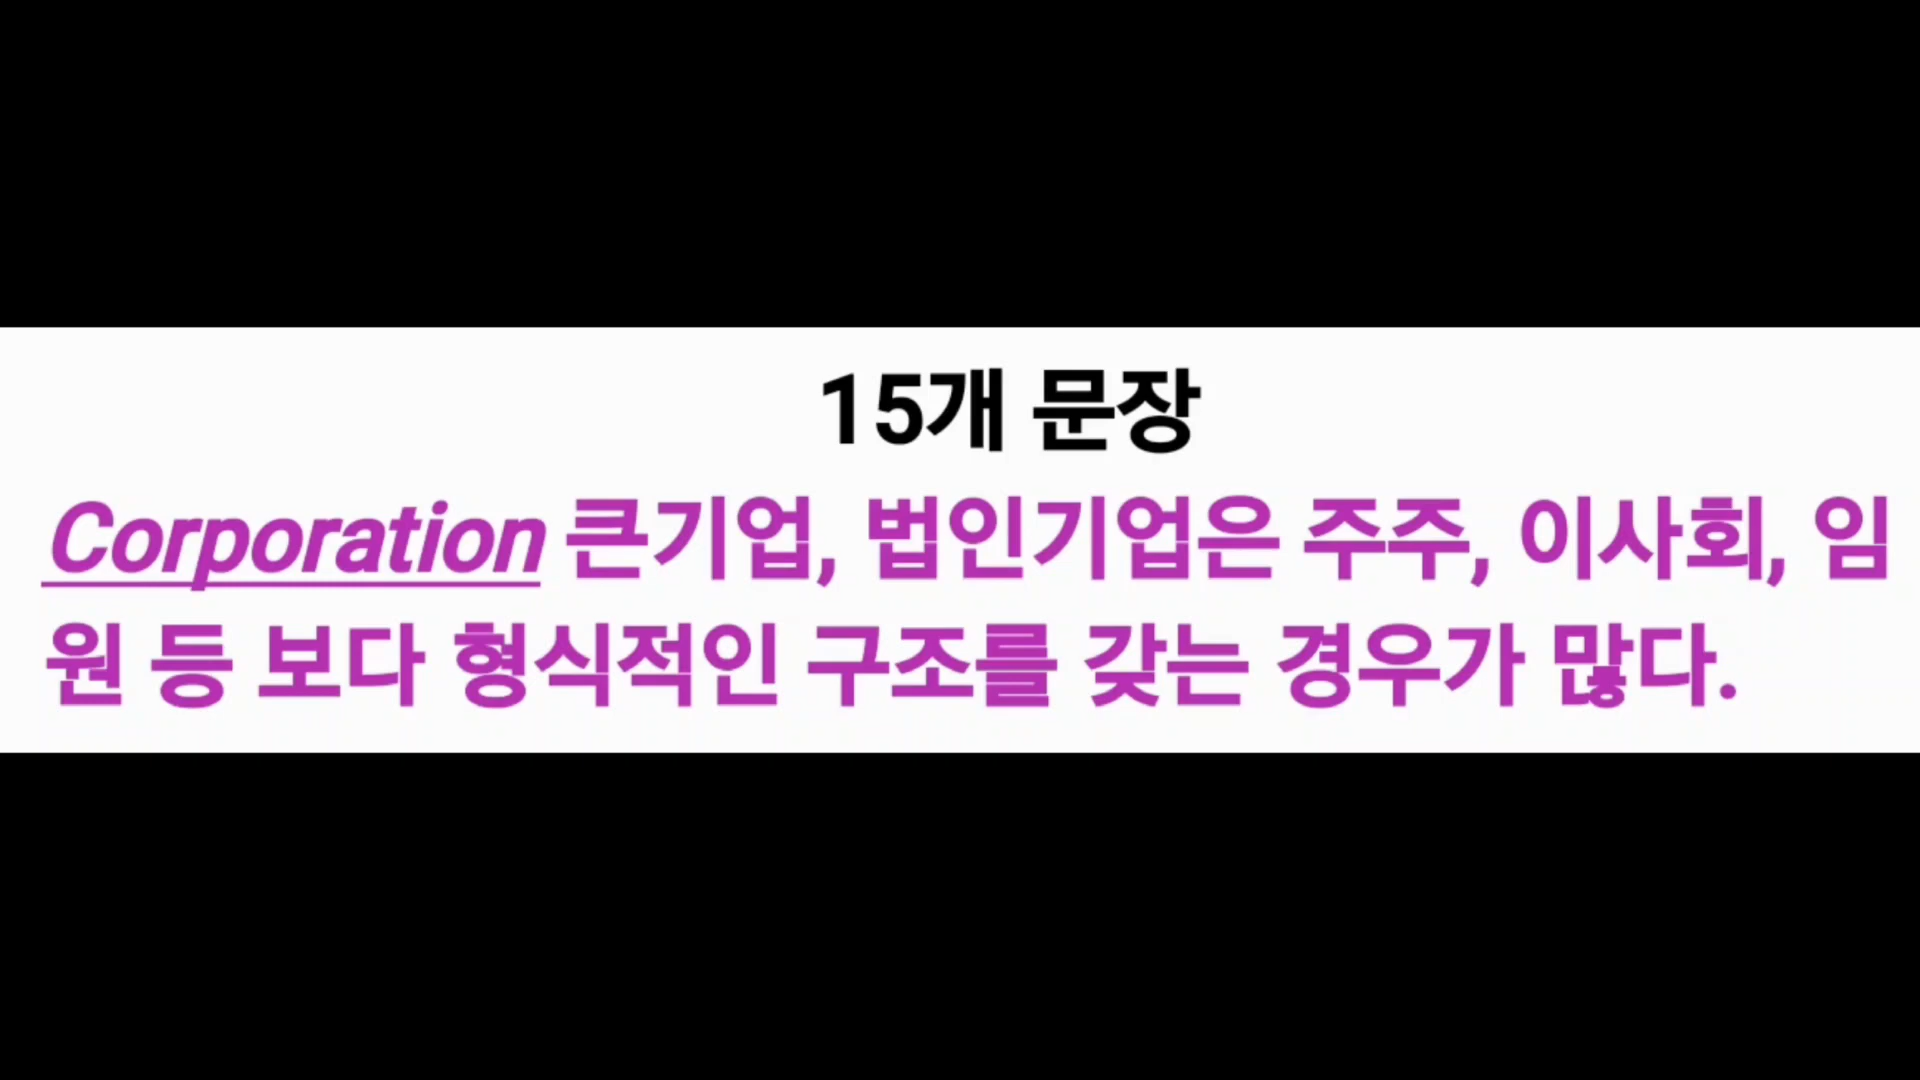 15개 문장
Corporation 큰기업, 법인기업은 주주, 이사회, 임
원 등 보다 형식적인 구조를 갖는 경우가 많다.